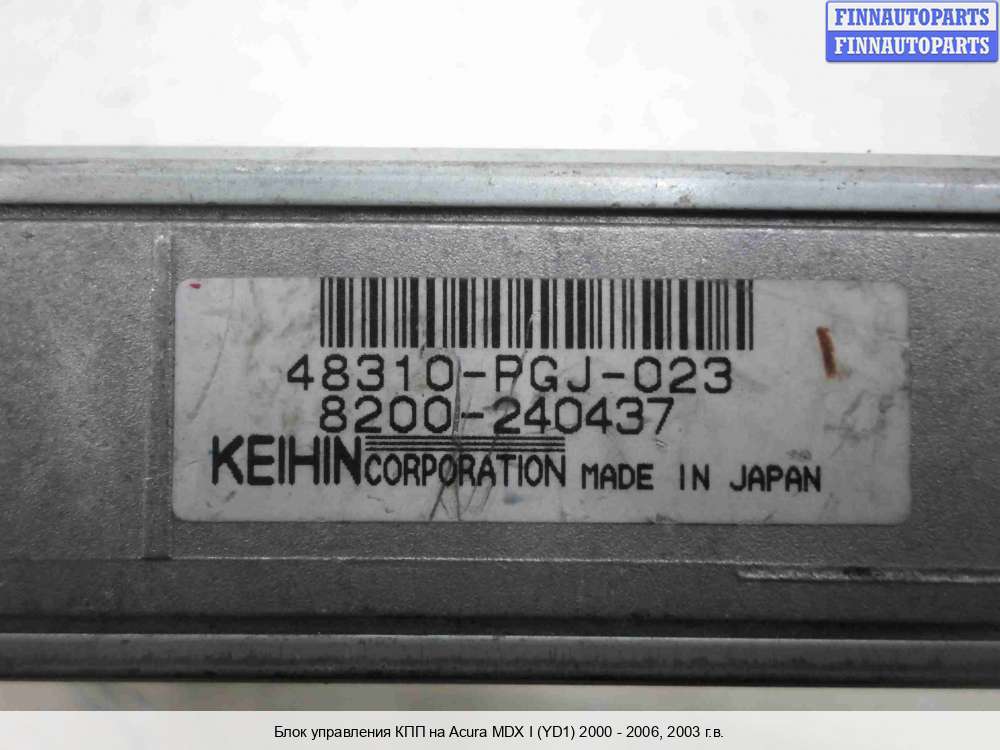 FINNAUTOPARTS
FINNAUTOPARTS
48310-PGJ-023
8200-240437
KEIHIN CORPORATION MADE IN JAPAN
Блок управления КПП на Acura MDX I (YD1) 2000 - 2006, 2003 г.в.